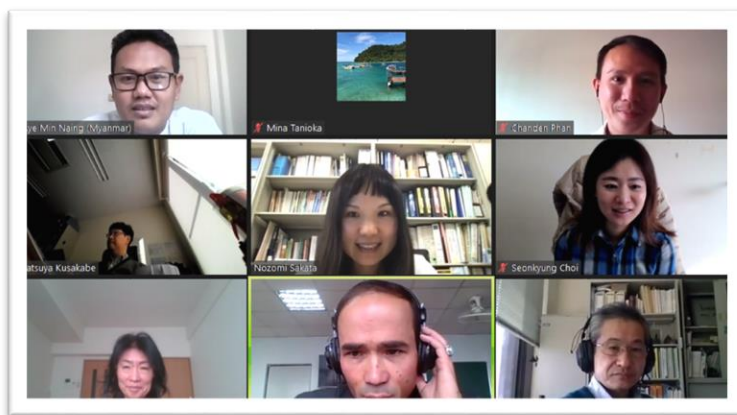 ye Min Naing (Myanmar)
Mina Tanioka
Chanden Phan
atsuya Kusakabe
Nozomi Sakata
Seonkyung Choi